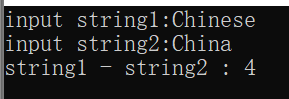 input string1:Chinese
input string2:China
string1 - string2 : 4